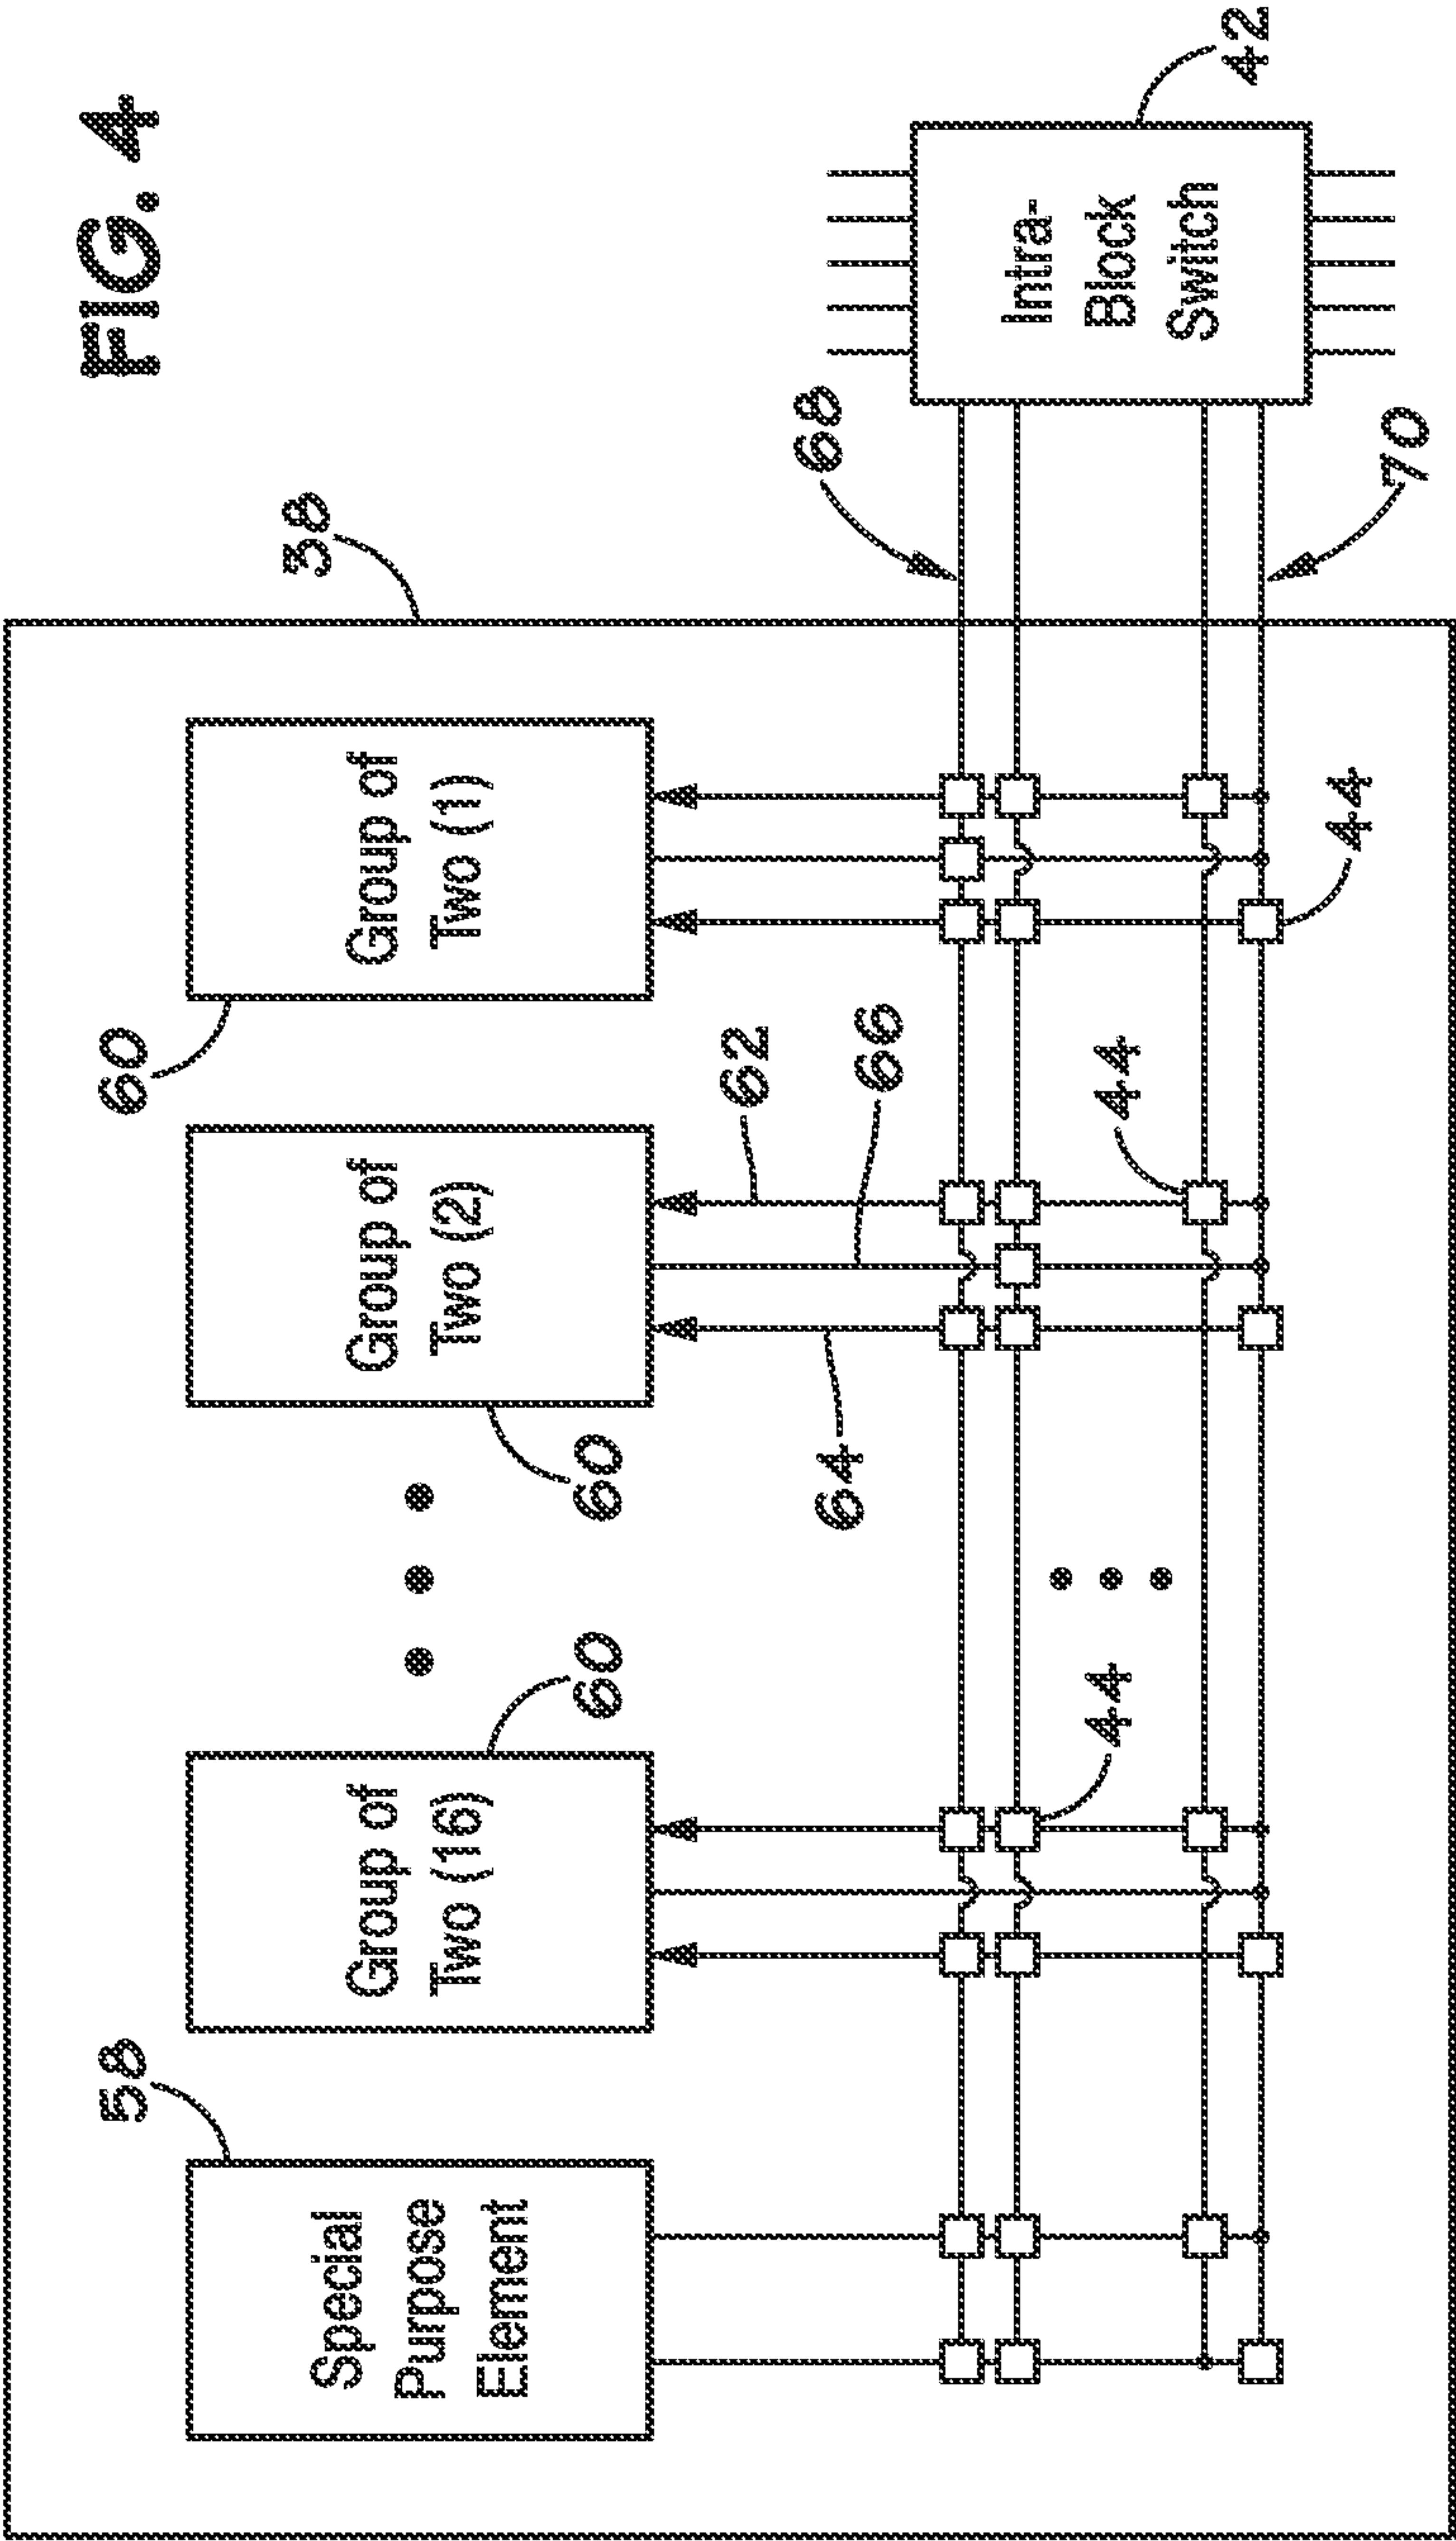 FIG. 4
38
58
Special
Purpose
Element
60
Group of
Two (16)
60
Group of
Two (2)
60
Group of
Two (1)
62
66
64
68
44
44
44
70
Intra-
Block
Switch
42